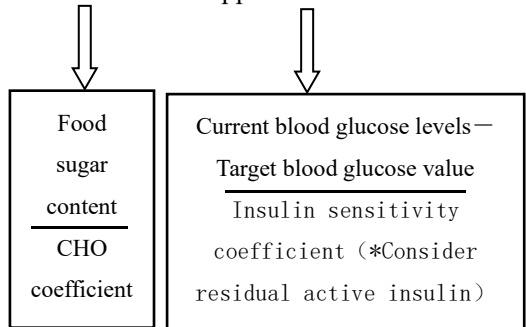 Food
sugar
content
CHO
coefficient
Current blood glucose levels－
Target blood glucose value
Insulin sensitivity
coefficient（*Consider
residual active insulin）